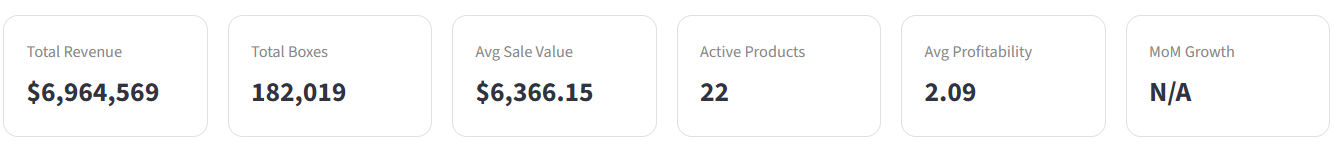 Total Revenue
$6,964,569
Total Boxes
182,019
Avg Sale Value
$6,366.15
Active Products
22
Avg Profitability
2.09
MoM Growth
N/A